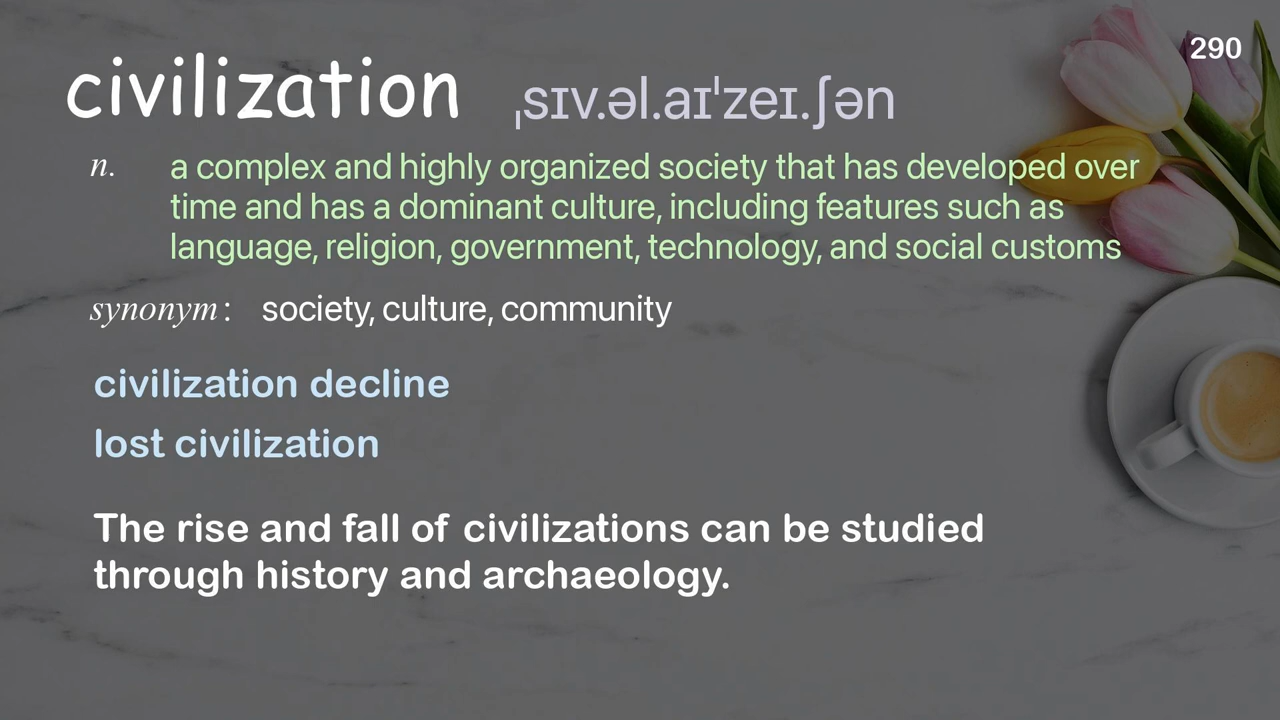 290
civilization ˌsɪv.əl.aɪˈzeɪ.ʃən
n. a complex and highly organized society that has developed over
time and has a dominant culture, including features such as
language, religion, government, technology, and social customs
synonym: society, culture, community
civilization decline
lost civilization
The rise and fall of civilizations can be studied
through history and archaeology.